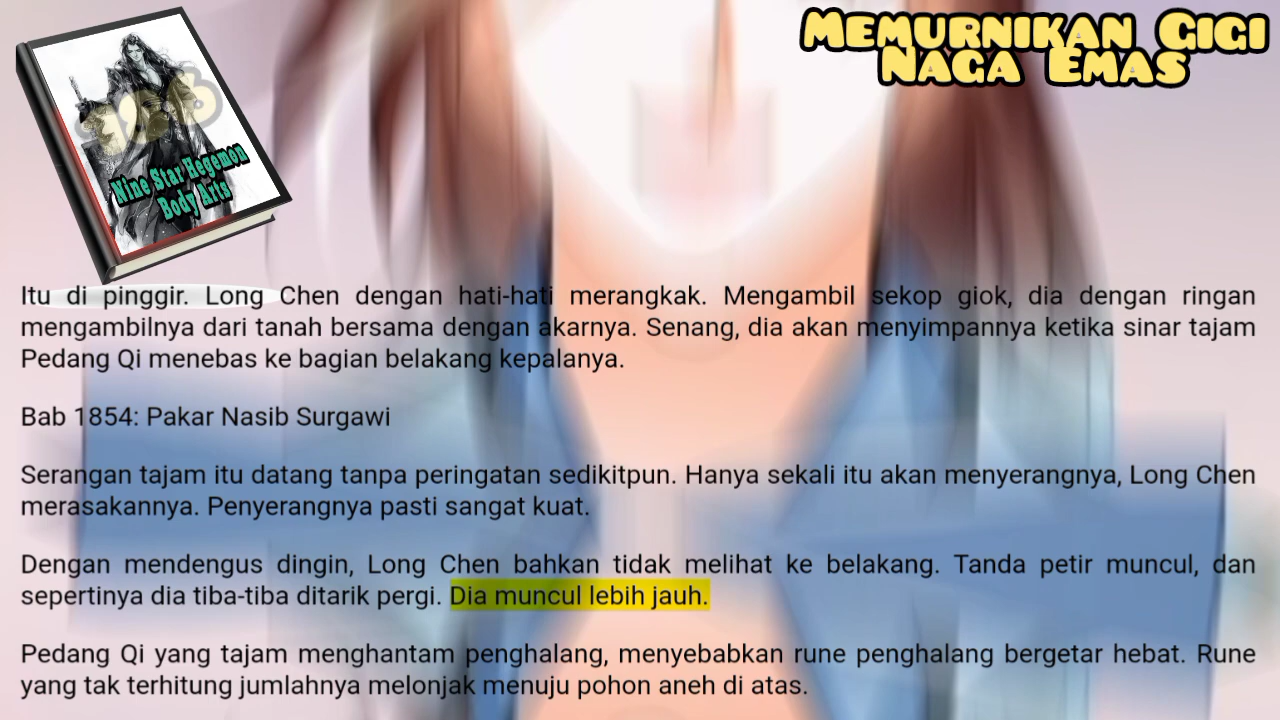 MEMURNIKAN GIGI
NAGA EMAS
Nine Star Hegemon
Body Arts
Itu di pinggir. Long Chen dengan hati-hati merangkak. Mengambil sekop giok, dia dengan ringan
mengambilnya dari tanah bersama dengan akarnya. Senang, dia akan menyimpannya ketika sinar tajam
Pedang Qi menebas ke bagian belakang kepalanya.
Bab 1854: Pakar Nasib Surgawi
Serangan tajam itu datang tanpa peringatan sedikitpun. Hanya sekali itu akan menyerangnya, Long Chen
merasakannya. Penyerangnya pasti sangat kuat.
Dengan mendengus dingin, Long Chen bahkan tidak melihat ke belakang. Tanda petir muncul, dan
sepertinya dia tiba-tiba ditarik pergi. Dia muncul lebih jauh.
Pedang Qi yang tajam menghantam penghalang, menyebabkan rune penghalang bergetar hebat. Rune
yang tak terhitung jumlahnya melonjak menuju pohon aneh di atas.